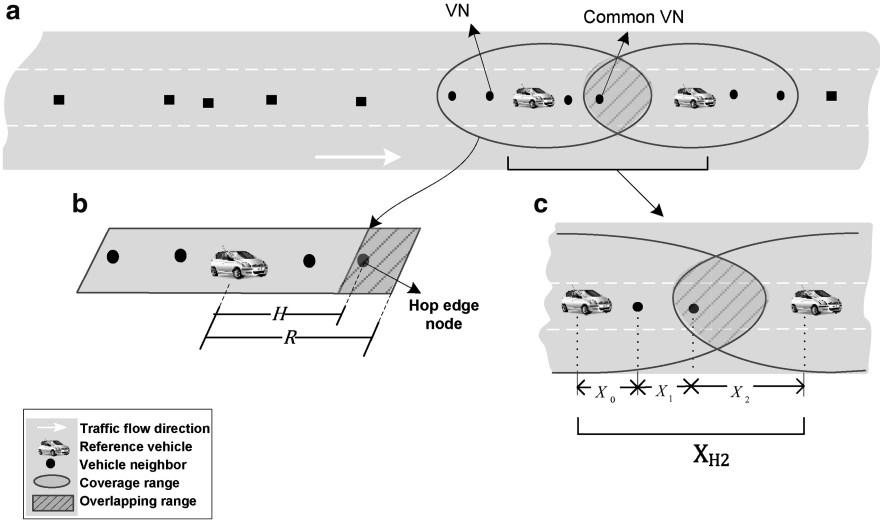 a
VN
Common VN
b
H
R
Hop edge
node
c
X0
X1
X2
XH2
Traffic flow direction
Reference vehicle
Vehicle neighbor
Coverage range
Overlapping range